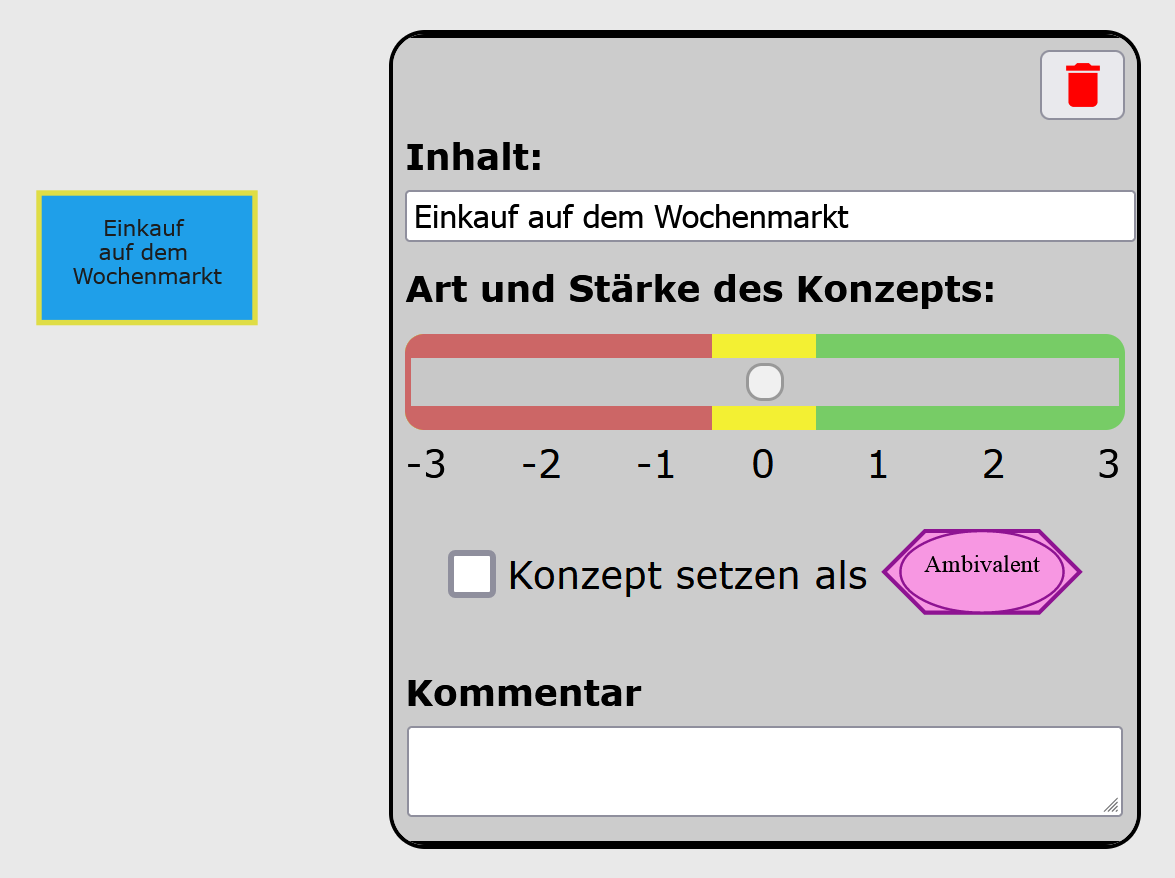 Einkauf
auf dem
Wochenmarkt
Inhalt:
Einkauf auf dem Wochenmarkt
Art und Stärke des Konzepts:
-3 -2 -1 0 1 2 3
Konzept setzen als Ambivalent
Kommentar